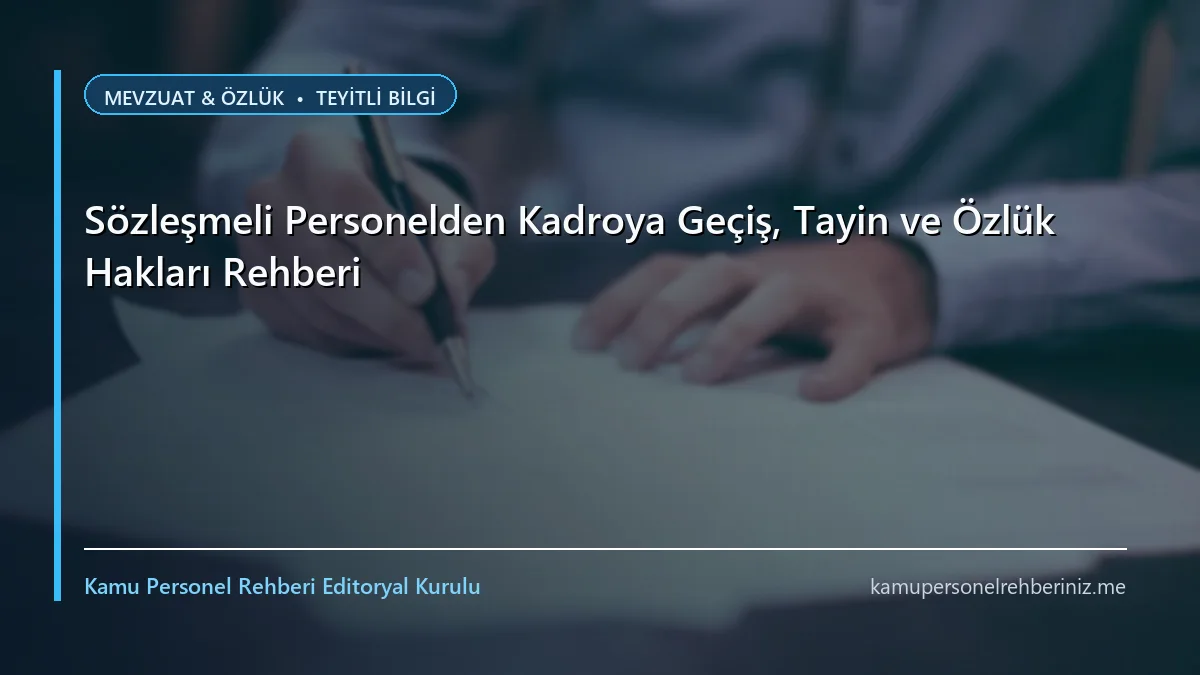 MEVZUAT & ÖZLÜK • TEYİTLİ BİLGİ
Sözleşmeli Personelden Kadroya Geçiş, Tayin ve Özlük
Hakları Rehberi
Kamu Personel Rehberi Editoryal Kurulu
kamupersonelrehberiniz.me